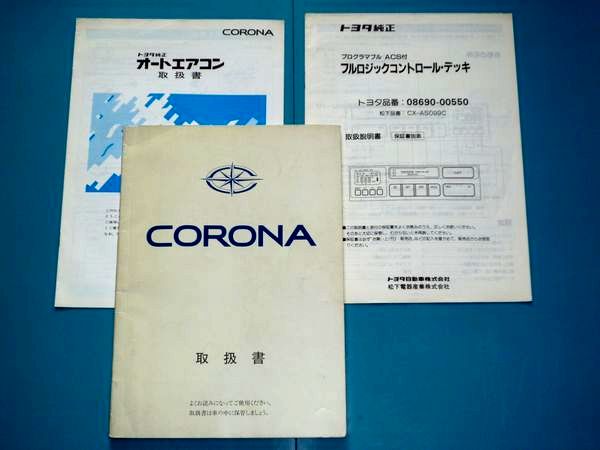 CORONA
トヨタ純正
オートエアコン
取扱書
トヨタ純正
プログラマブル ACS付
フルロジックコントロール・デッキ
トヨタ品番：08690-00550
松下品番：CX-AS099C
取扱説明書 保証書別添
トヨタ自動車株式会社
松下電器産業株式会社
CORONA
取扱書
よくお読みになってご使用ください。
取扱書は車の中に保管しましょう。